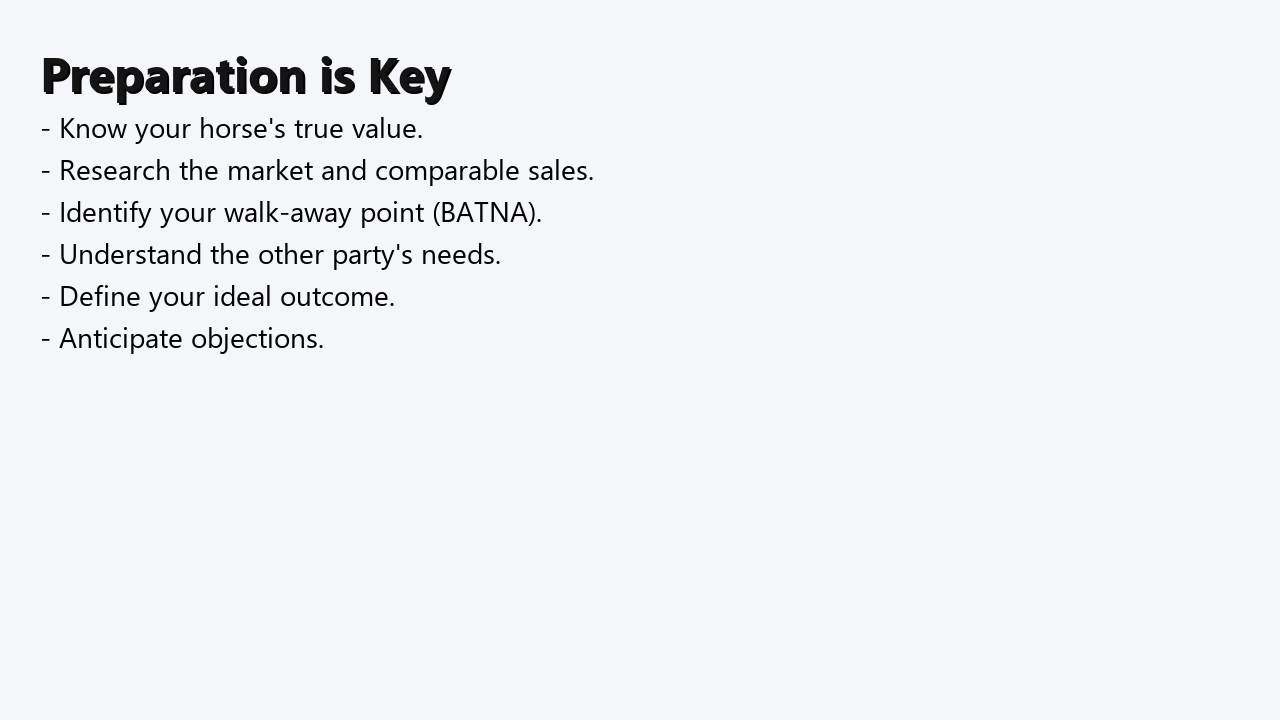 Preparation is Key
- Know your horse's true value.
- Research the market and comparable sales.
- Identify your walk-away point (BATNA).
- Understand the other party's needs.
- Define your ideal outcome.
- Anticipate objections.